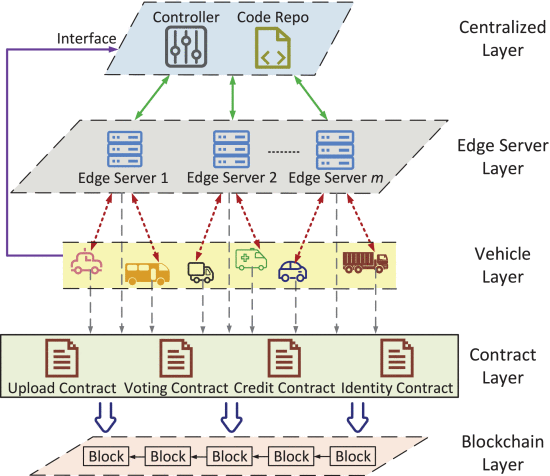 Controller Code Repo
Centralized
Layer
Interface
Edge Server 1 Edge Server 2 Edge Server m
Edge Server
Layer
Vehicle
Layer
Upload Contract Voting Contract Credit Contract Identity Contract
Contract
Layer
Block Block Block Block Block
Blockchain
Layer